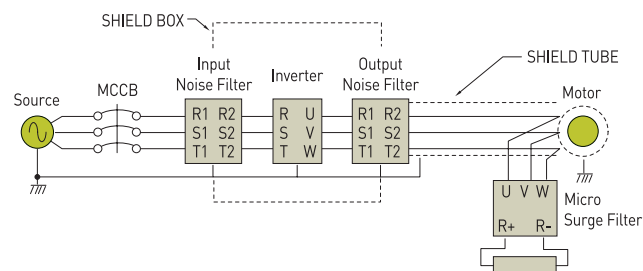 SHIELD BOX
Input
Noise Filter
Inverter
Output
Noise Filter
SHIELD TUBE
Motor
Source
MCCB
R1 R2
S1 S2
T1 T2
R U
S V
T W
R1 R2
S1 S2
T1 T2
U V W
R+ R-
Micro
Surge Filter